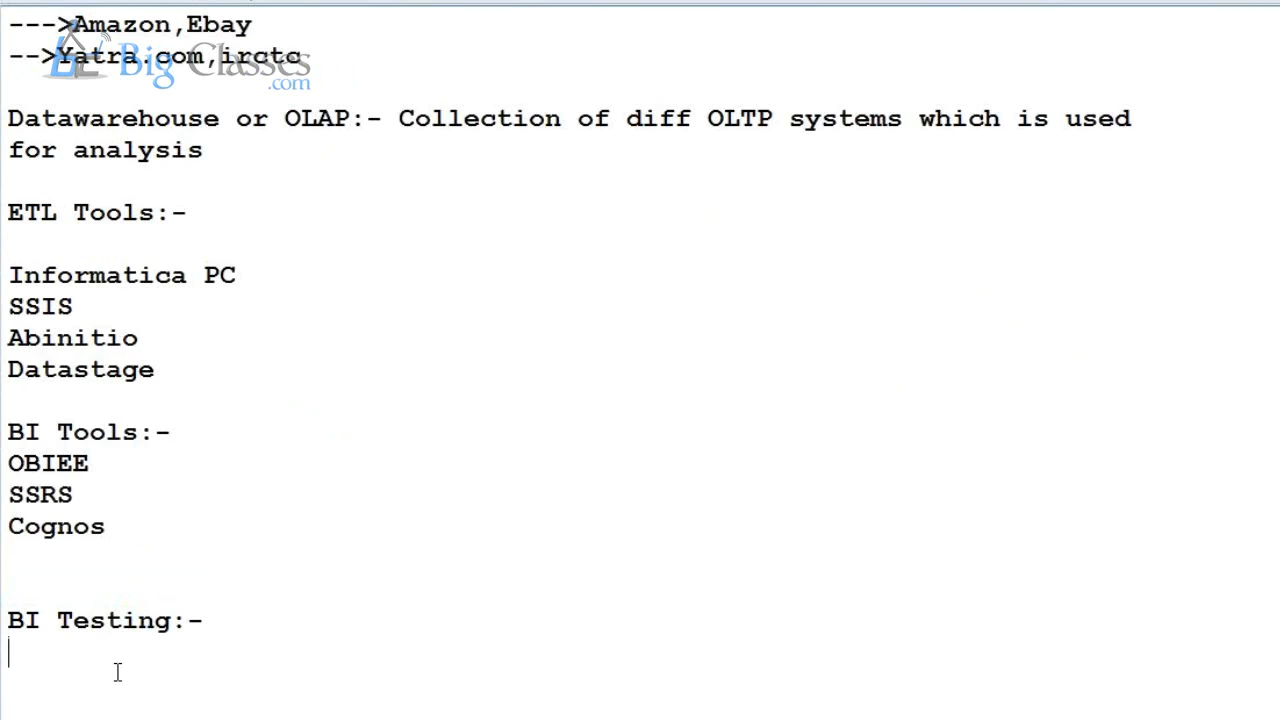 --->Amazon,Ebay
-->Yatra.com,irctc
Big Classes
.com
Datawarehouse or OLAP:- Collection of diff OLTP systems which is used
for analysis
ETL Tools:-
Informatica PC
SSIS
Abinitio
Datastage
BI Tools:-
OBIEE
SSRS
Cognos
BI Testing:-